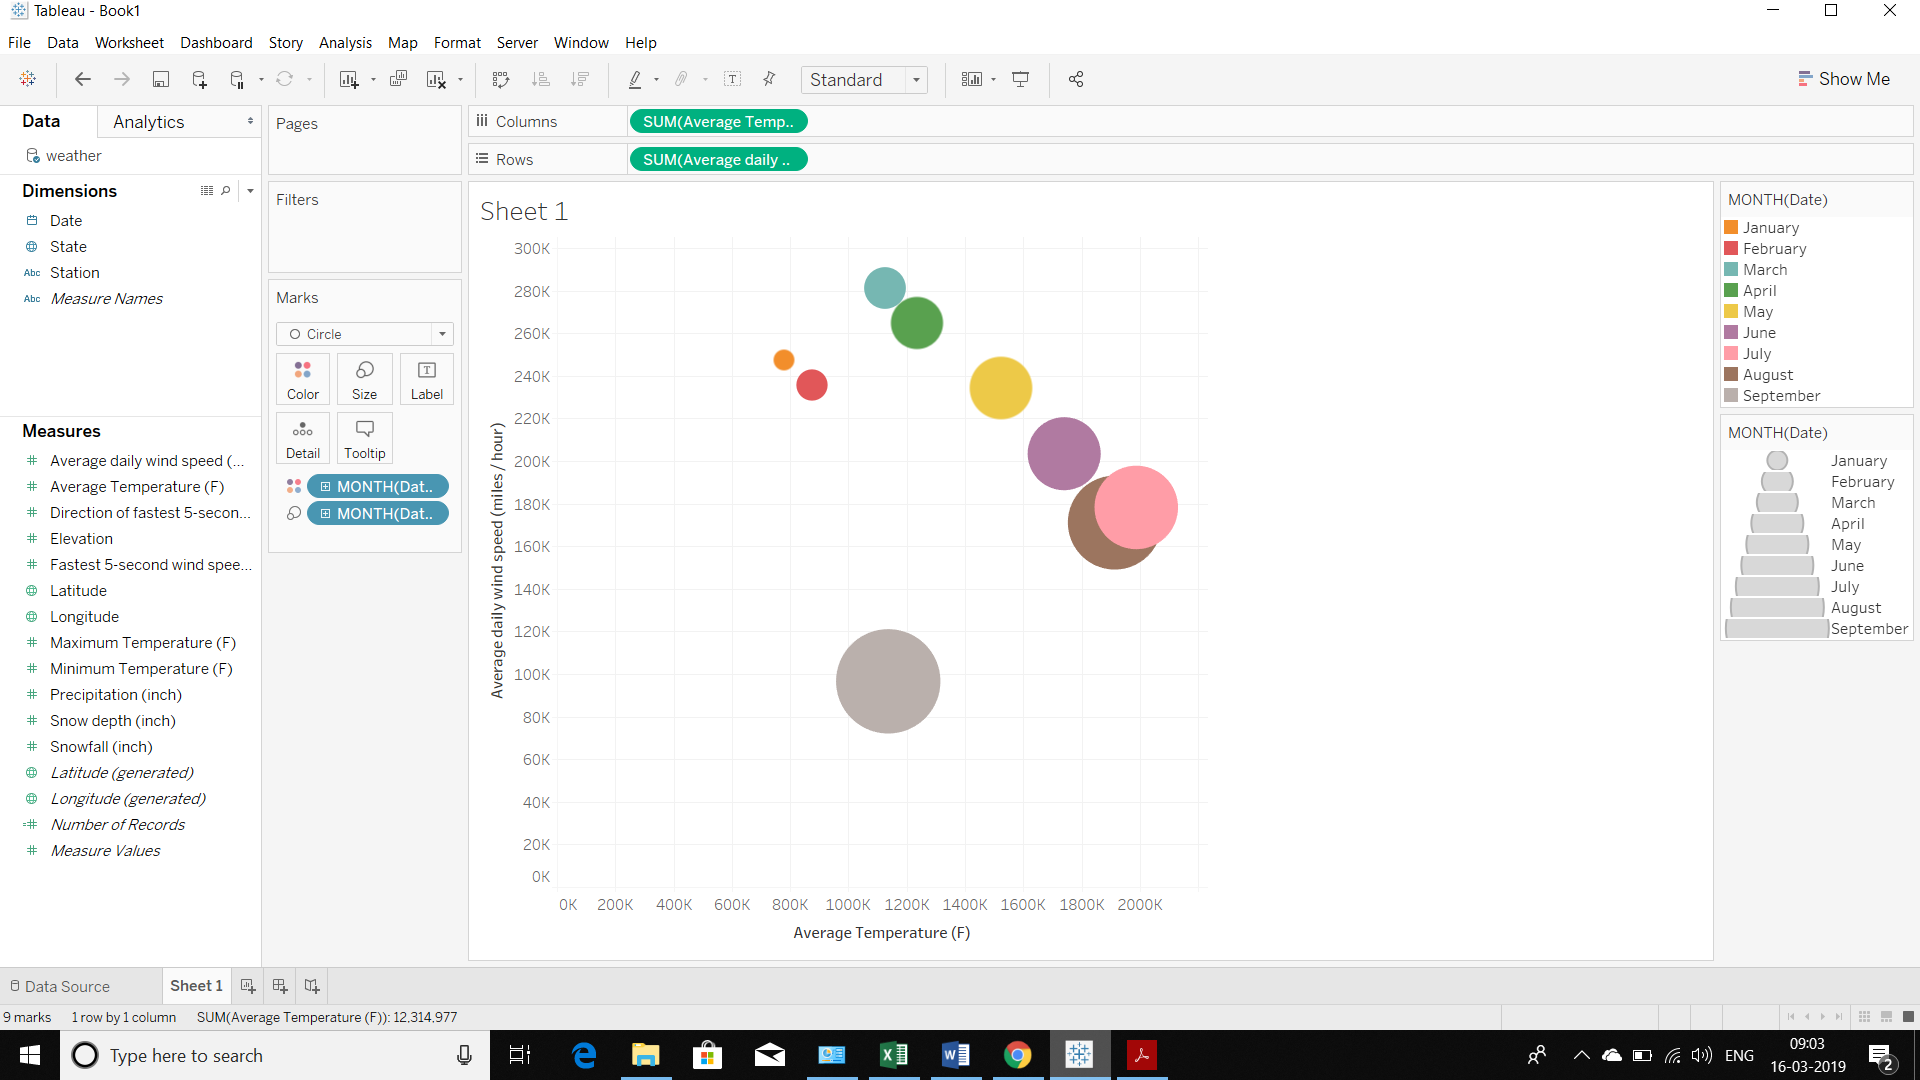 Tableau - Book1
File Data Worksheet Dashboard Story Analysis Map Format Server Window Help
Standard
Show Me
Data
Analytics
weather
Dimensions
Date
State
Abc Station
Abc Measure Names
Measures
Average daily wind speed (...
Average Temperature (F)
Direction of fastest 5-secon...
Elevation
Fastest 5-second wind spee...
Latitude
Longitude
Maximum Temperature (F)
Minimum Temperature (F)
Precipitation (inch)
Snow depth (inch)
Snowfall (inch)
Latitude (generated)
Longitude (generated)
Number of Records
Measure Values
Pages
Filters
Marks
Circle
Color Size Label
Detail Tooltip
MONTH(Dat..
MONTH(Dat..
Columns SUM(Average Temp..
Rows SUM(Average daily ..
Sheet 1
300K
280K
260K
240K
220K
200K
180K
160K
140K
120K
100K
80K
60K
40K
20K
0K
Average daily wind speed (miles / hour)
0K 200K 400K 600K 800K 1000K 1200K 1400K 1600K 1800K 2000K
Average Temperature (F)
MONTH(Date)
January
February
March
April
May
June
July
August
September
MONTH(Date)
January
February
March
April
May
June
July
August
September
Data Source
Sheet 1
9 marks 1 row by 1 column SUM(Average Temperature (F)): 12,314,977
Type here to search
ENG
09:03
16-03-2019
2